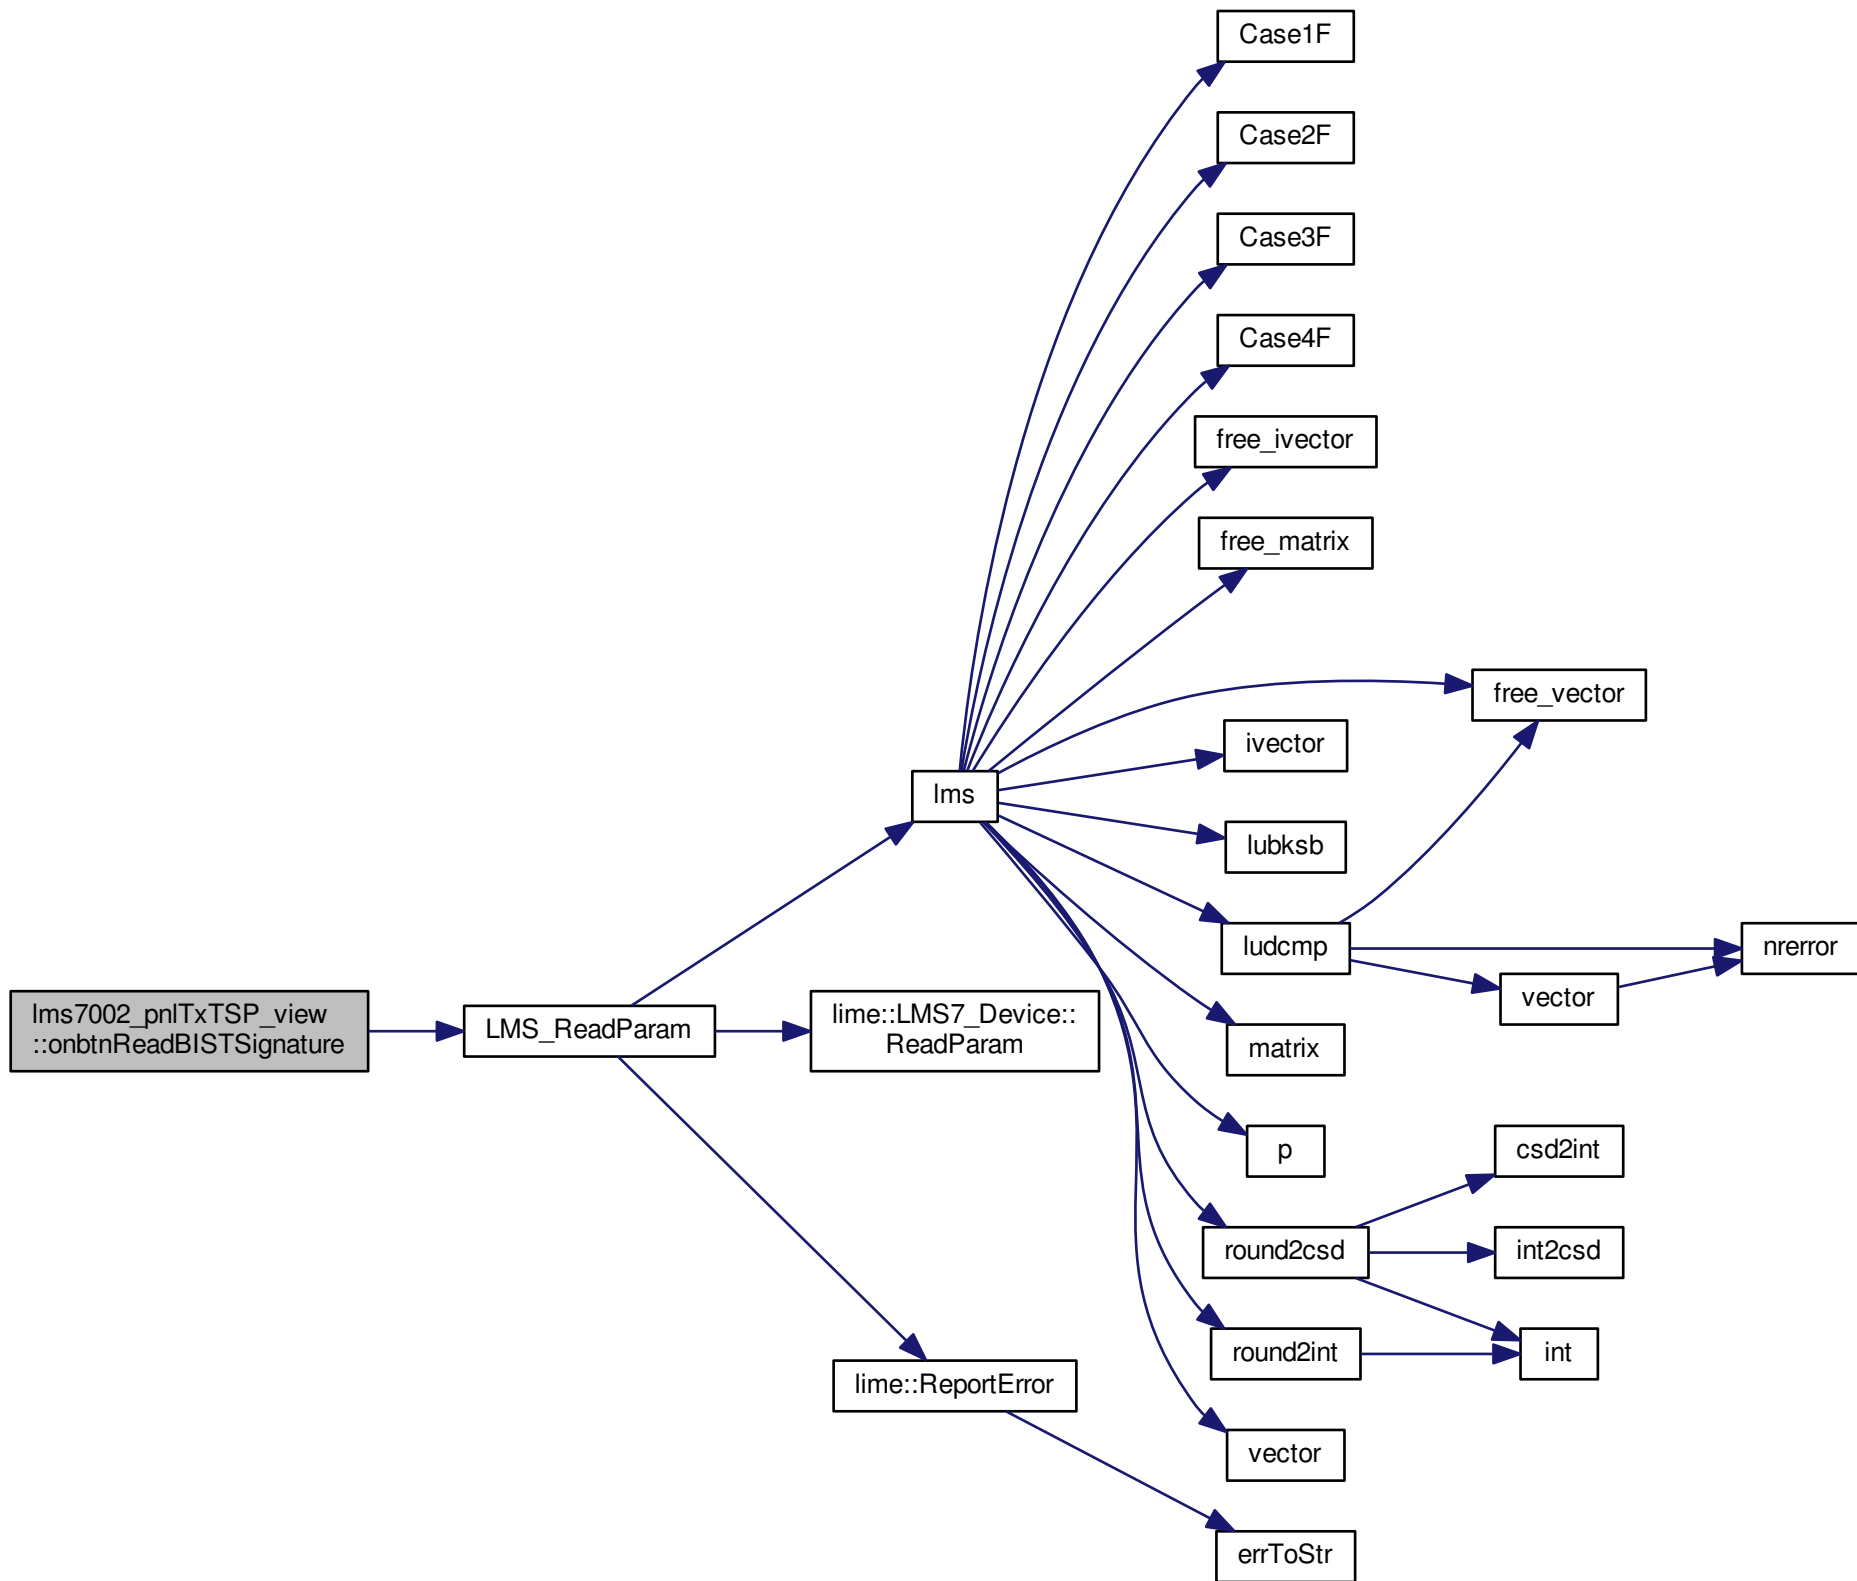 Case1F
Case2F
Case3F
Case4F
free_ivector
free_matrix
free_vector
ivector
lms
lubksb
ludcmp
nrerror
vector
lms7002_pnlTxTSP_view
::onbtnReadBISTSignature
LMS_ReadParam
lime::LMS7_Device::
ReadParam
matrix
p
csd2int
round2csd
int2csd
round2int
int
lime::ReportError
vector
errToStr